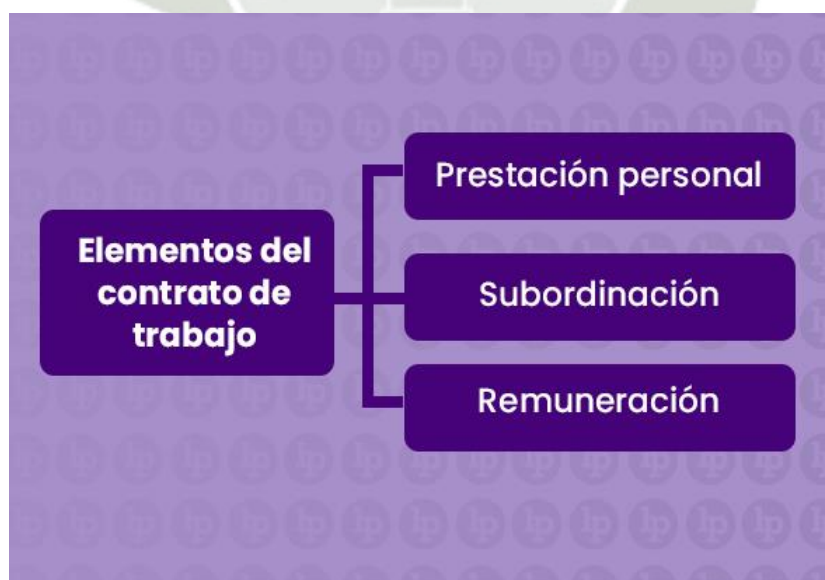 Elementos del
contrato de
trabajo
Prestación personal
Subordinación
Remuneración